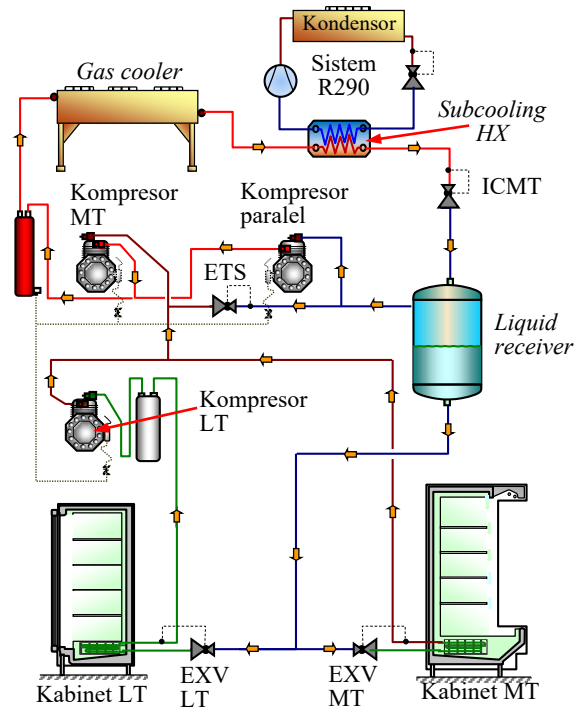 Kondensor
Gas cooler
Sistem
R290
Subcooling
HX
ICMT
Kompresor
MT
Kompresor
paralel
ETS
Liquid
receiver
Kompresor
LT
EXV
LT
EXV
MT
Kabinet LT
Kabinet MT